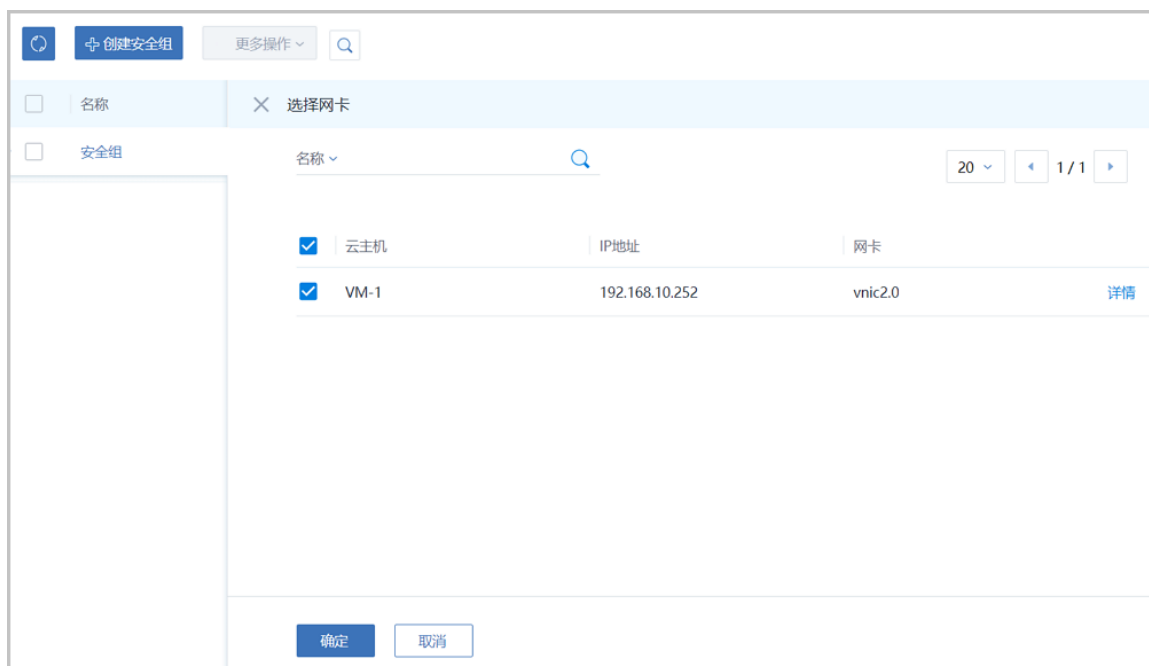 创建安全组 更多操作
名称 选择网卡
安全组 名称
20 1 / 1
云主机 IP地址 网卡
VM-1 192.168.10.252 vnic2.0 详情
确定 取消